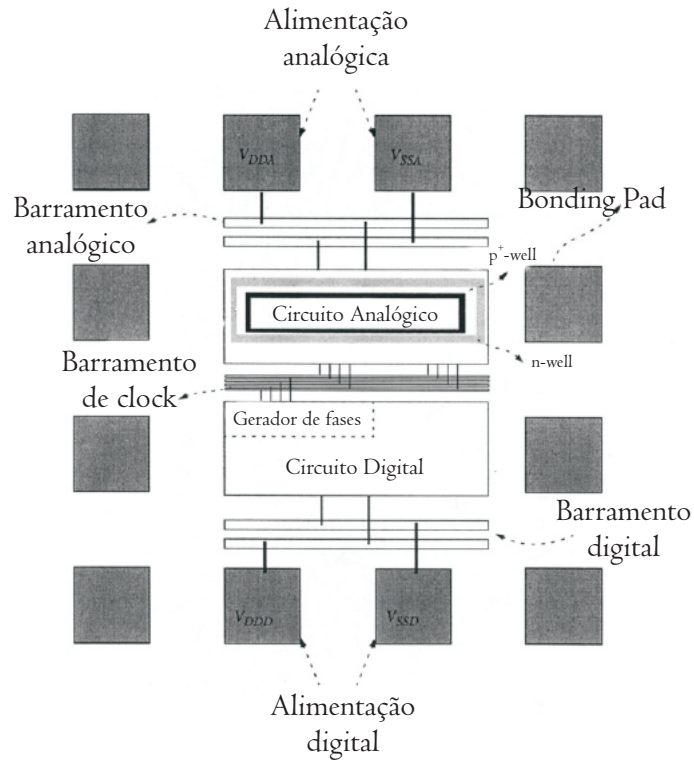 Alimentação
analógica
V_DDA
V_SSA
Bonding Pad
Barramento
analógico
p⁺-well
Circuito Analógico
n-well
Barramento
de clock
Gerador de fases
Circuito Digital
Barramento
digital
V_DDD
V_SSD
Alimentação
digital